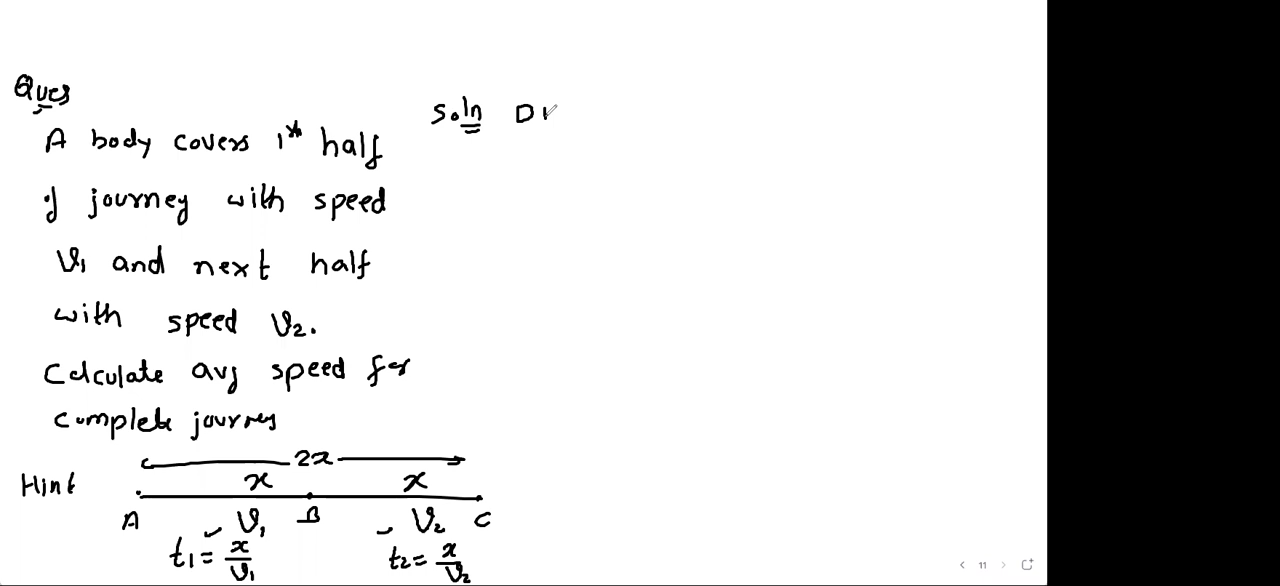 Ques
A body covers 1st half
of journey with speed
V1 and next half
with speed V2.
Calculate avg speed for
complete journey
Hint
2x
x x
A V1 B V2 C
t1 = x/V1 t2 = x/V2
Soln D
11